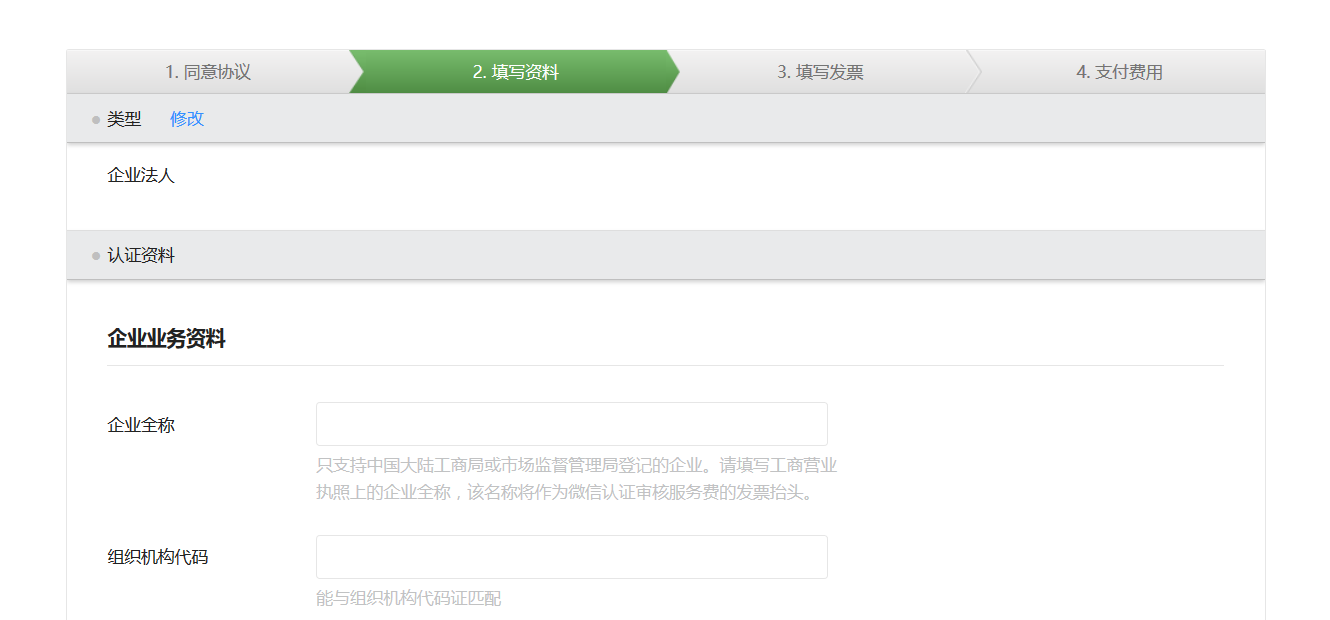 1. 同意协议 2. 填写资料 3. 填写发票 4. 支付费用
类型 修改
企业法人
认证资料
企业业务资料
企业全称
只支持中国大陆工商局或市场监督管理局登记的企业。请填写工商营业
执照上的企业全称，该名称将作为微信认证审核服务费的发票抬头。
组织机构代码
能与组织机构代码证匹配